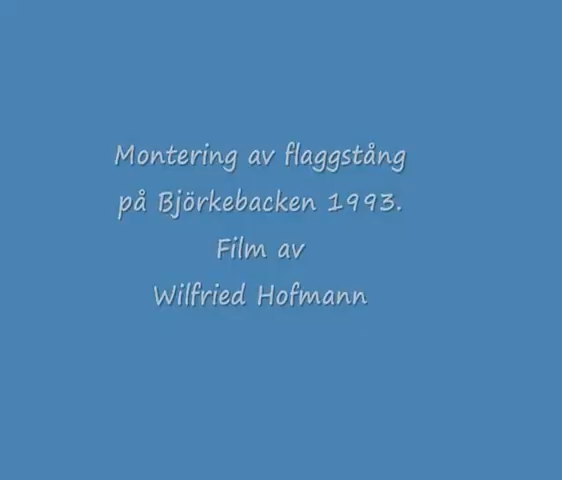 Montering av flaggstång
på Björkebacken 1993.
Film av
Wilfried Hofmann